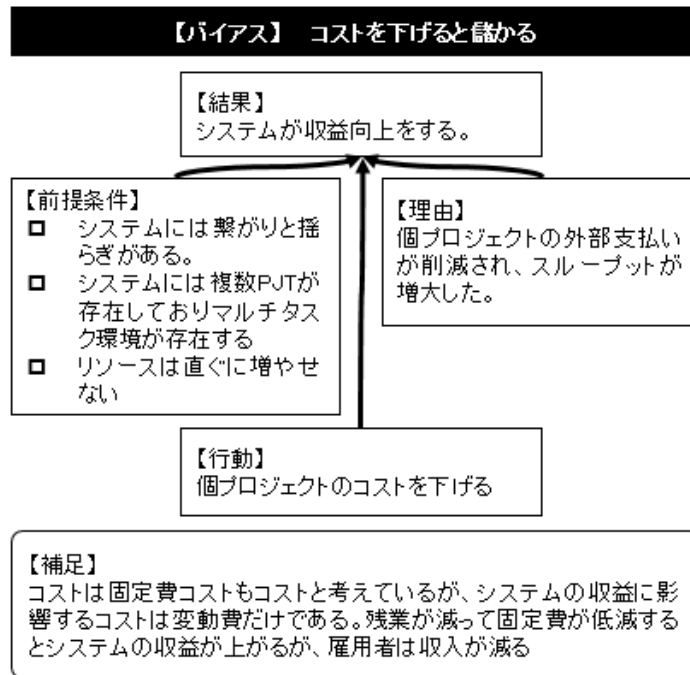 【バイアス】 コストを下げると儲かる
【結果】
システムが収益向上をする。
【前提条件】
システムには繋がりと揺
らぎがある。
システムには複数PJTが
存在しておりマルチタス
ク環境が存在する
リソースは直ぐに増やせ
ない
【理由】
個プロジェクトの外部支払い
が削減され、スループットが
増大した。
【行動】
個プロジェクトのコストを下げる
【補足】
コストは固定費コストもコストと考えているが、システムの収益に影
響するコストは変動費だけである。残業が減って固定費が低減する
とシステムの収益が上がるが、雇用者は収入が減る